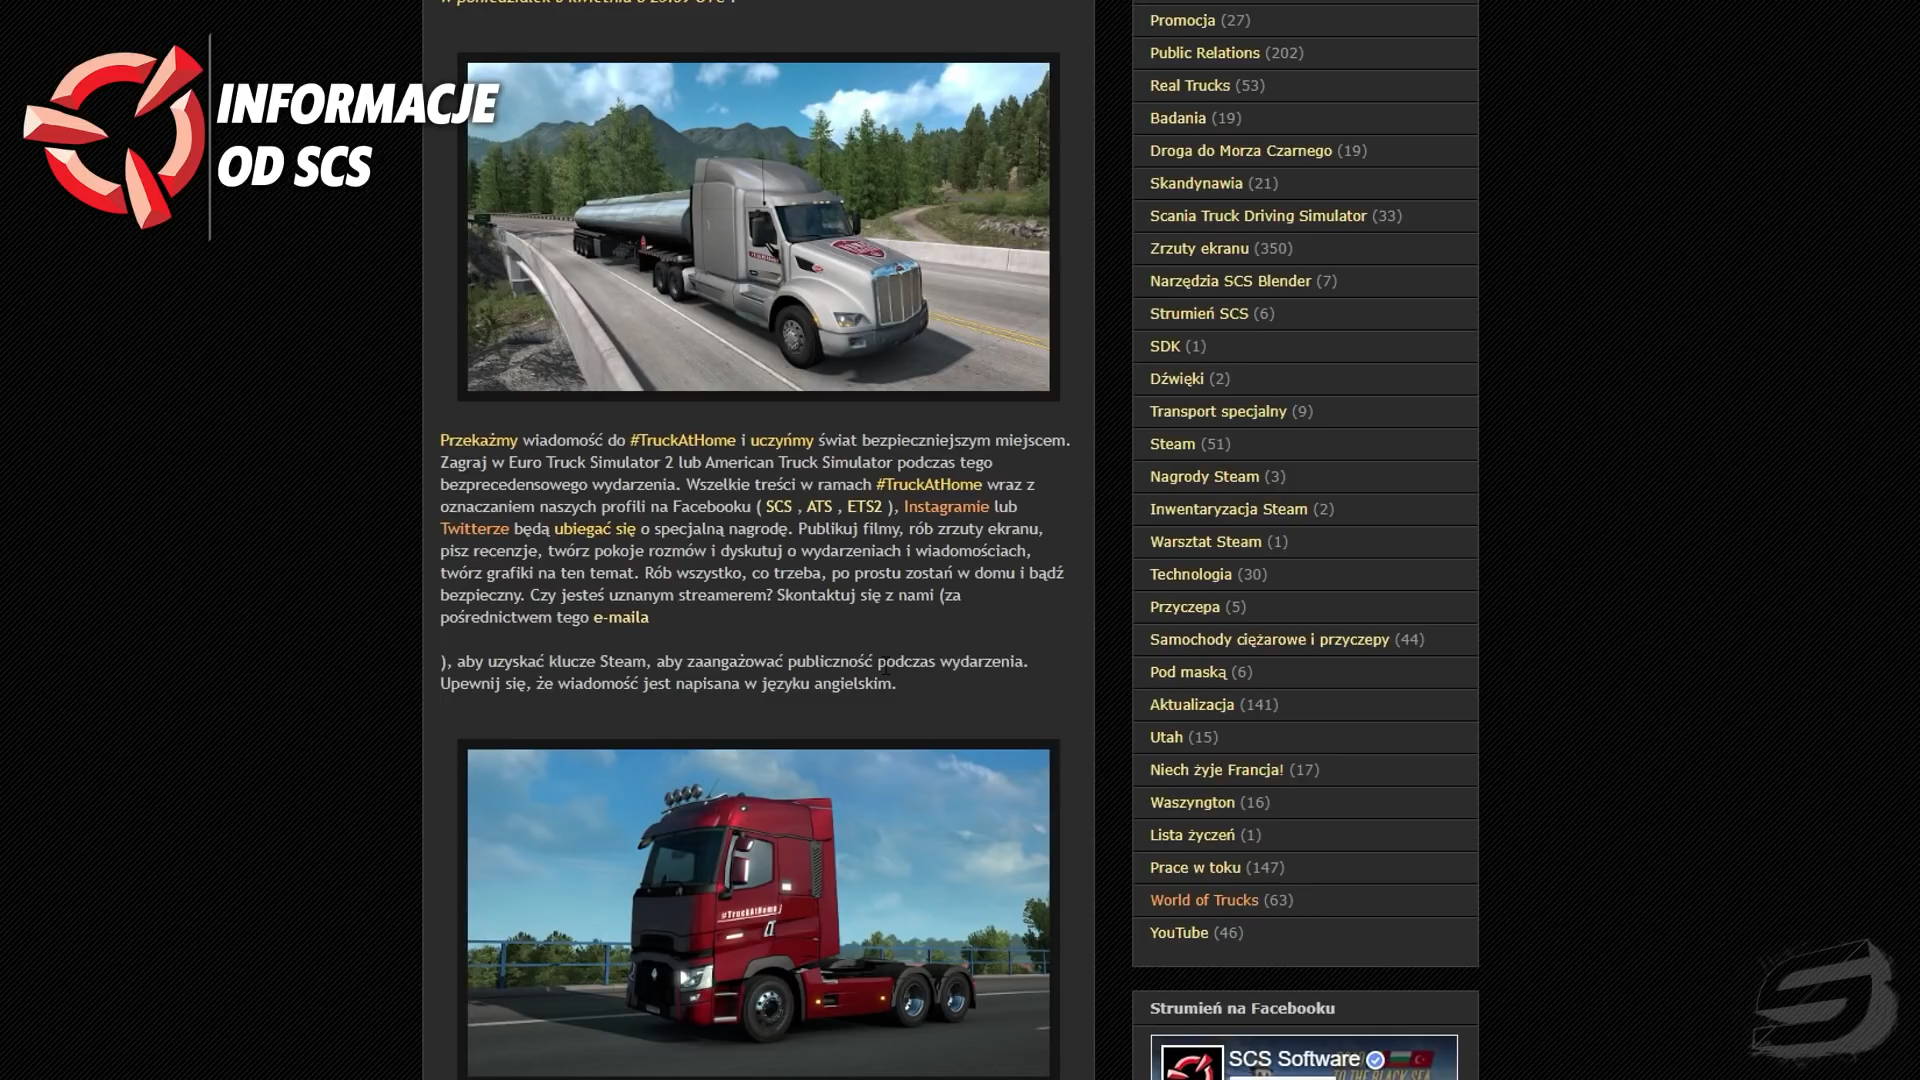 INFORMACJE
OD SCS
Przekażmy wiadomość do #TruckAtHome i uczyńmy świat bezpieczniejszym miejscem.
Zagraj w Euro Truck Simulator 2 lub American Truck Simulator podczas tego
bezprecedensowego wydarzenia. Wszelkie treści w ramach #TruckAtHome wraz z
oznaczaniem naszych profili na Facebooku ( SCS , ATS , ETS2 ), Instagramie lub
Twitterze będą ubiegać się o specjalną nagrodę. Publikuj filmy, rób zrzuty ekranu,
pisz recenzje, twórz pokoje rozmów i dyskutuj o wydarzeniach i wiadomościach,
twórz grafiki na ten temat. Rób wszystko, co trzeba, po prostu zostań w domu i bądź
bezpieczny. Czy jesteś uznanym streamerem? Skontaktuj się z nami (za
pośrednictwem tego e-maila
), aby uzyskać klucze Steam, aby zaangażować publiczność podczas wydarzenia.
Upewnij się, że wiadomość jest napisana w języku angielskim.
#TruckAtHome
Promocja (27)
Public Relations (202)
Real Trucks (53)
Badania (19)
Droga do Morza Czarnego (19)
Skandynawia (21)
Scania Truck Driving Simulator (33)
Zrzuty ekranu (350)
Narzędzia SCS Blender (7)
Strumień SCS (6)
SDK (1)
Dźwięki (2)
Transport specjalny (9)
Steam (51)
Nagrody Steam (3)
Inwentaryzacja Steam (2)
Warsztat Steam (1)
Technologia (30)
Przyczepa (5)
Samochody ciężarowe i przyczepy (44)
Pod maską (6)
Aktualizacja (141)
Utah (15)
Niech żyje Francja! (17)
Waszyngton (16)
Lista życzeń (1)
Prace w toku (147)
World of Trucks (63)
YouTube (46)
Strumień na Facebooku
SCS Software